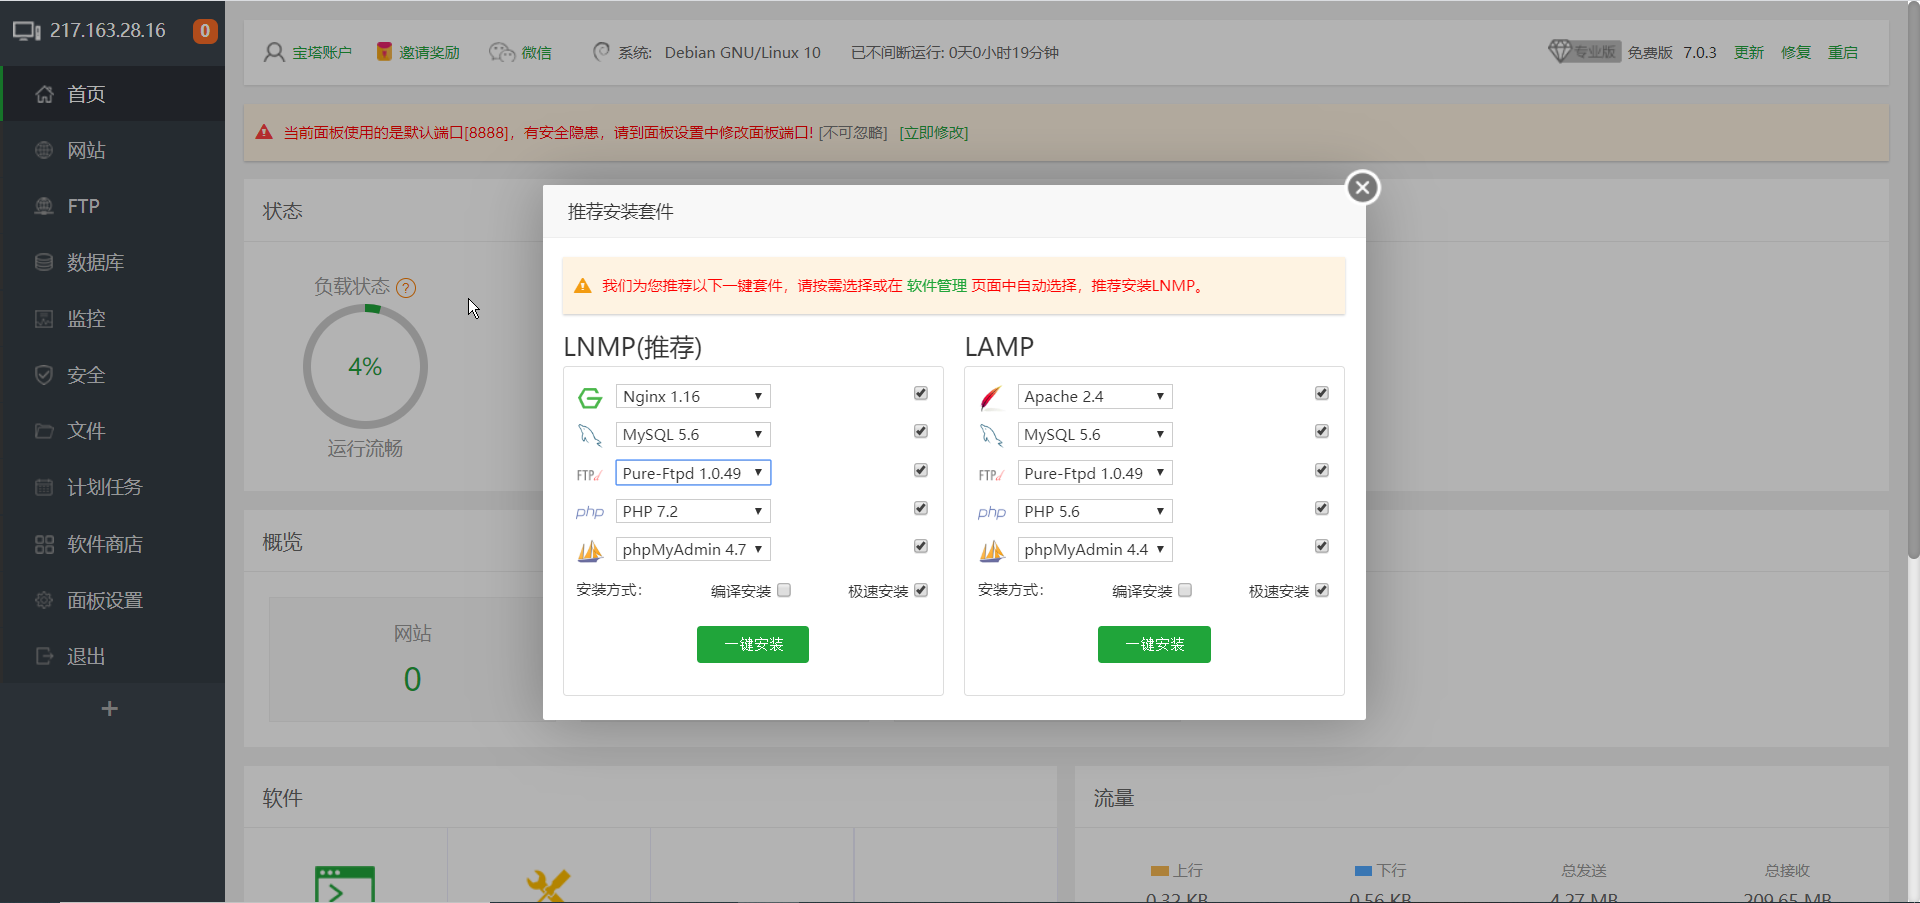 217.163.28.16
0
首页
网站
FTP
数据库
监控
安全
文件
计划任务
软件商店
面板设置
退出
宝塔账户 邀请奖励 微信 系统: Debian GNU/Linux 10 已不间断运行: 0天0小时19分钟 专业版 免费版 7.0.3 更新 修复 重启
当前面板使用的是默认端口[8888]，有安全隐患，请到面板设置中修改面板端口! [不可忽略] [立即修改]
状态
负载状态 ?
4%
运行流畅
概览
网站
0
软件
流量
上行 下行 总发送 总接收
0.32 KB 0.56 KB 4.27 MB 209.65 MB
推荐安装套件
我们为您推荐以下一键套件，请按需选择或在 软件管理 页面中自动选择，推荐安装LNMP。
LNMP(推荐)
Nginx 1.16
MySQL 5.6
FTP Pure-Ftpd 1.0.49
php PHP 7.2
phpMyAdmin 4.7
安装方式： 编译安装 极速安装
一键安装
LAMP
Apache 2.4
MySQL 5.6
FTP Pure-Ftpd 1.0.49
php PHP 5.6
phpMyAdmin 4.4
安装方式： 编译安装 极速安装
一键安装